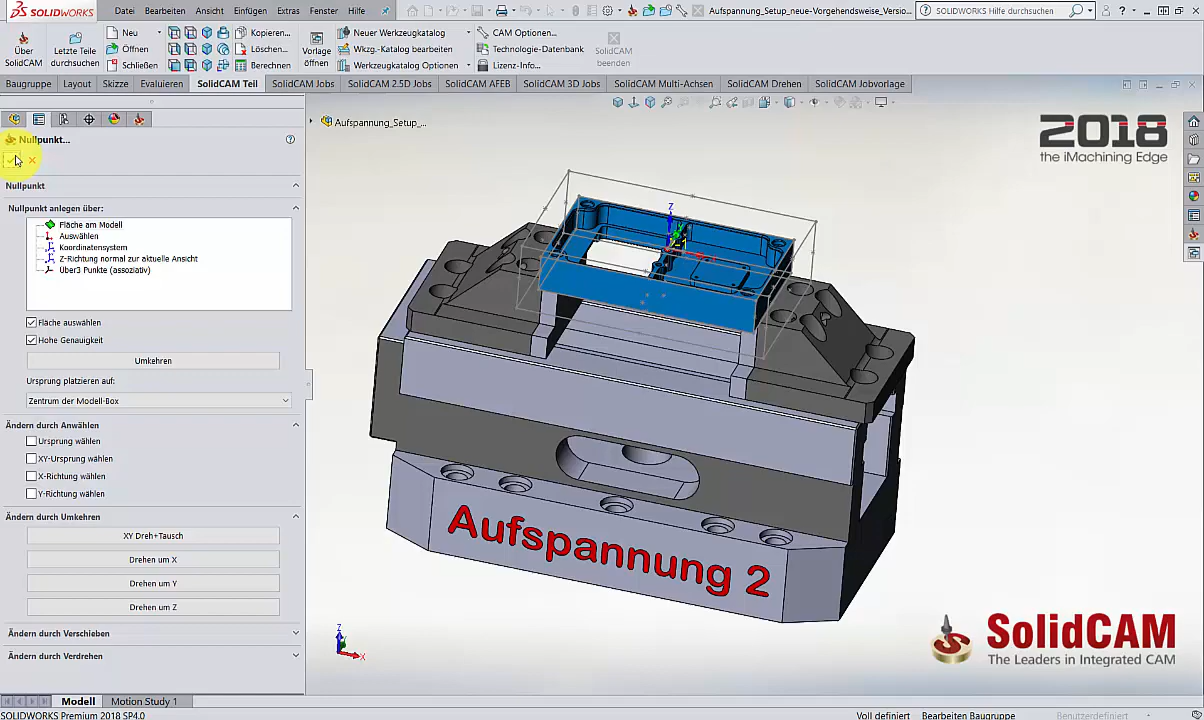 SOLIDWORKS
Datei Bearbeiten Ansicht Einfügen Extras Fenster Hilfe
Aufspannung_Setup_neue-Vorgehendsweise_Versio...
SOLIDWORKS Hilfe durchsuchen
Über SolidCAM
Letzte Teile durchsuchen
Neu
Öffnen
Schließen
Kopieren...
Löschen...
Berechnen
Vorlage öffnen
Neuer Werkzeugkatalog
Wkzg.-Katalog bearbeiten
Werkzeugkatalog Optionen
CAM Optionen...
Technologie-Datenbank
Lizenz-Info...
SolidCAM beenden
Baugruppe Layout Skizze Evaluieren SolidCAM Teil SolidCAM Jobs SolidCAM 2.5D Jobs SolidCAM AFEB SolidCAM 3D Jobs SolidCAM Multi-Achsen SolidCAM Drehen SolidCAM Jobvorlage
Aufspannung_Setup_...
2018
the iMachining Edge
Nullpunkt...
Nullpunkt
Nullpunkt anlegen über:
Fläche am Modell
Auswählen
Koordinatensystem
Z-Richtung normal zur aktuelle Ansicht
Über3 Punkte (assoziativ)
Fläche auswählen
Hohe Genauigkeit
Umkehren
Ursprung platzieren auf:
Zentrum der Modell-Box
Ändern durch Anwählen
Ursprung wählen
XY-Ursprung wählen
X-Richtung wählen
Y-Richtung wählen
Ändern durch Umkehren
XY Dreh+Tausch
Drehen um X
Drehen um Y
Drehen um Z
Ändern durch Verschieben
Ändern durch Verdrehen
Z
Aufspannung 2
Z
X
SolidCAM
The Leaders in Integrated CAM
Modell Motion Study 1
SOLIDWORKS Premium 2018 SP4.0
Voll definiert Bearbeiten Baugruppe Benutzerdefiniert